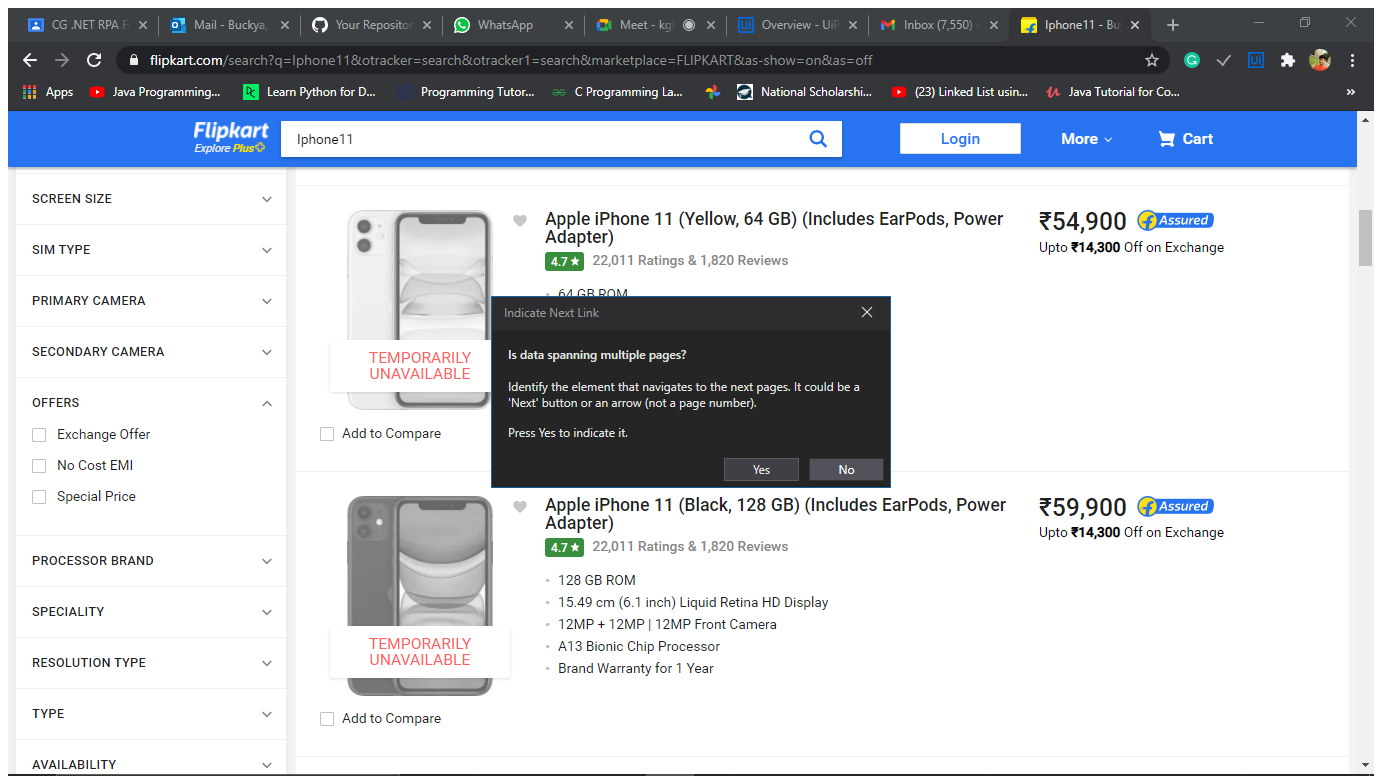 CG .NET RPA F
Mail - Buckya,
Your Repositor
WhatsApp
Meet - kg
Overview - UiP
Inbox (7,550) -
Iphone11 - Bu
flipkart.com/search?q=Iphone11&otracker=search&otracker1=search&marketplace=FLIPKART&as-show=on&as=off
Apps
Java Programming...
Learn Python for D...
Programming Tutor...
C Programming La...
National Scholarshi...
(23) Linked List usin...
Java Tutorial for Co...
Flipkart
Explore Plus
Iphone11
Login
More
Cart
SCREEN SIZE
SIM TYPE
PRIMARY CAMERA
SECONDARY CAMERA
OFFERS
Exchange Offer
No Cost EMI
Special Price
PROCESSOR BRAND
SPECIALITY
RESOLUTION TYPE
TYPE
AVAILABILITY
TEMPORARILY
UNAVAILABLE
Add to Compare
Apple iPhone 11 (Yellow, 64 GB) (Includes EarPods, Power
Adapter)
4.7★ 22,011 Ratings & 1,820 Reviews
64 GB ROM
₹54,900 Assured
Upto ₹14,300 Off on Exchange
Indicate Next Link
Is data spanning multiple pages?
Identify the element that navigates to the next pages. It could be a
'Next' button or an arrow (not a page number).
Press Yes to indicate it.
Yes
No
TEMPORARILY
UNAVAILABLE
Add to Compare
Apple iPhone 11 (Black, 128 GB) (Includes EarPods, Power
Adapter)
4.7★ 22,011 Ratings & 1,820 Reviews
128 GB ROM
15.49 cm (6.1 inch) Liquid Retina HD Display
12MP + 12MP | 12MP Front Camera
A13 Bionic Chip Processor
Brand Warranty for 1 Year
₹59,900 Assured
Upto ₹14,300 Off on Exchange